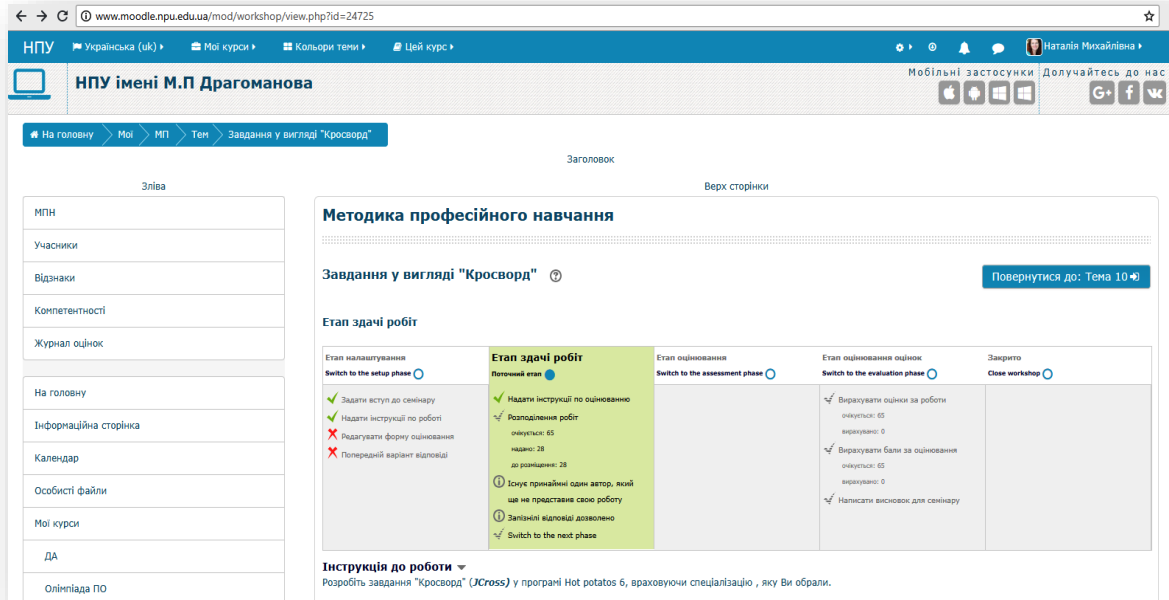 www.moodle.npu.edu.ua/mod/workshop/view.php?id=24725
НПУ Українська (uk) Мої курси Кольори теми Цей курс Наталія Михайлівна
НПУ імені М.П Драгоманова
Мобільні застосунки Долучайтесь до нас
На головну Мої МП Тем Завдання у вигляді "Кросворд"
Заголовок
Зліва
Верх сторінки
МПН
Учасники
Відзнаки
Компетентності
Журнал оцінок
На головну
Інформаційна сторінка
Календар
Особисті файли
Мої курси
ДА
Олімпіада ПО
Методика професійного навчання
Завдання у вигляді "Кросворд"
Повернутися до: Тема 10
Етап здачі робіт
Етап налаштування
Switch to the setup phase
Задати вступ до семінару
Надати інструкції по роботі
Редагувати форму оцінювання
Попередній варіант відповіді
Етап здачі робіт
Поточний етап
Надати інструкції по оцінюванню
Розподілення робіт
очікується: 65
надано: 28
до розміщення: 28
Існує принаймні один автор, який
ще не представив свою роботу
Запізнілі відповіді дозволено
Switch to the next phase
Етап оцінювання
Switch to the assessment phase
Етап оцінювання оцінок
Switch to the evaluation phase
Вирахувати оцінки за роботи
очікується: 65
вирахувано: 0
Вирахувати бали за оцінювання
очікується: 65
вирахувано: 0
Написати висновок для семінару
Закрито
Close workshop
Інструкція до роботи
Розробіть завдання "Кросворд" (JCross) у програмі Hot potatos 6, враховуючи спеціалізацію , яку Ви обрали.